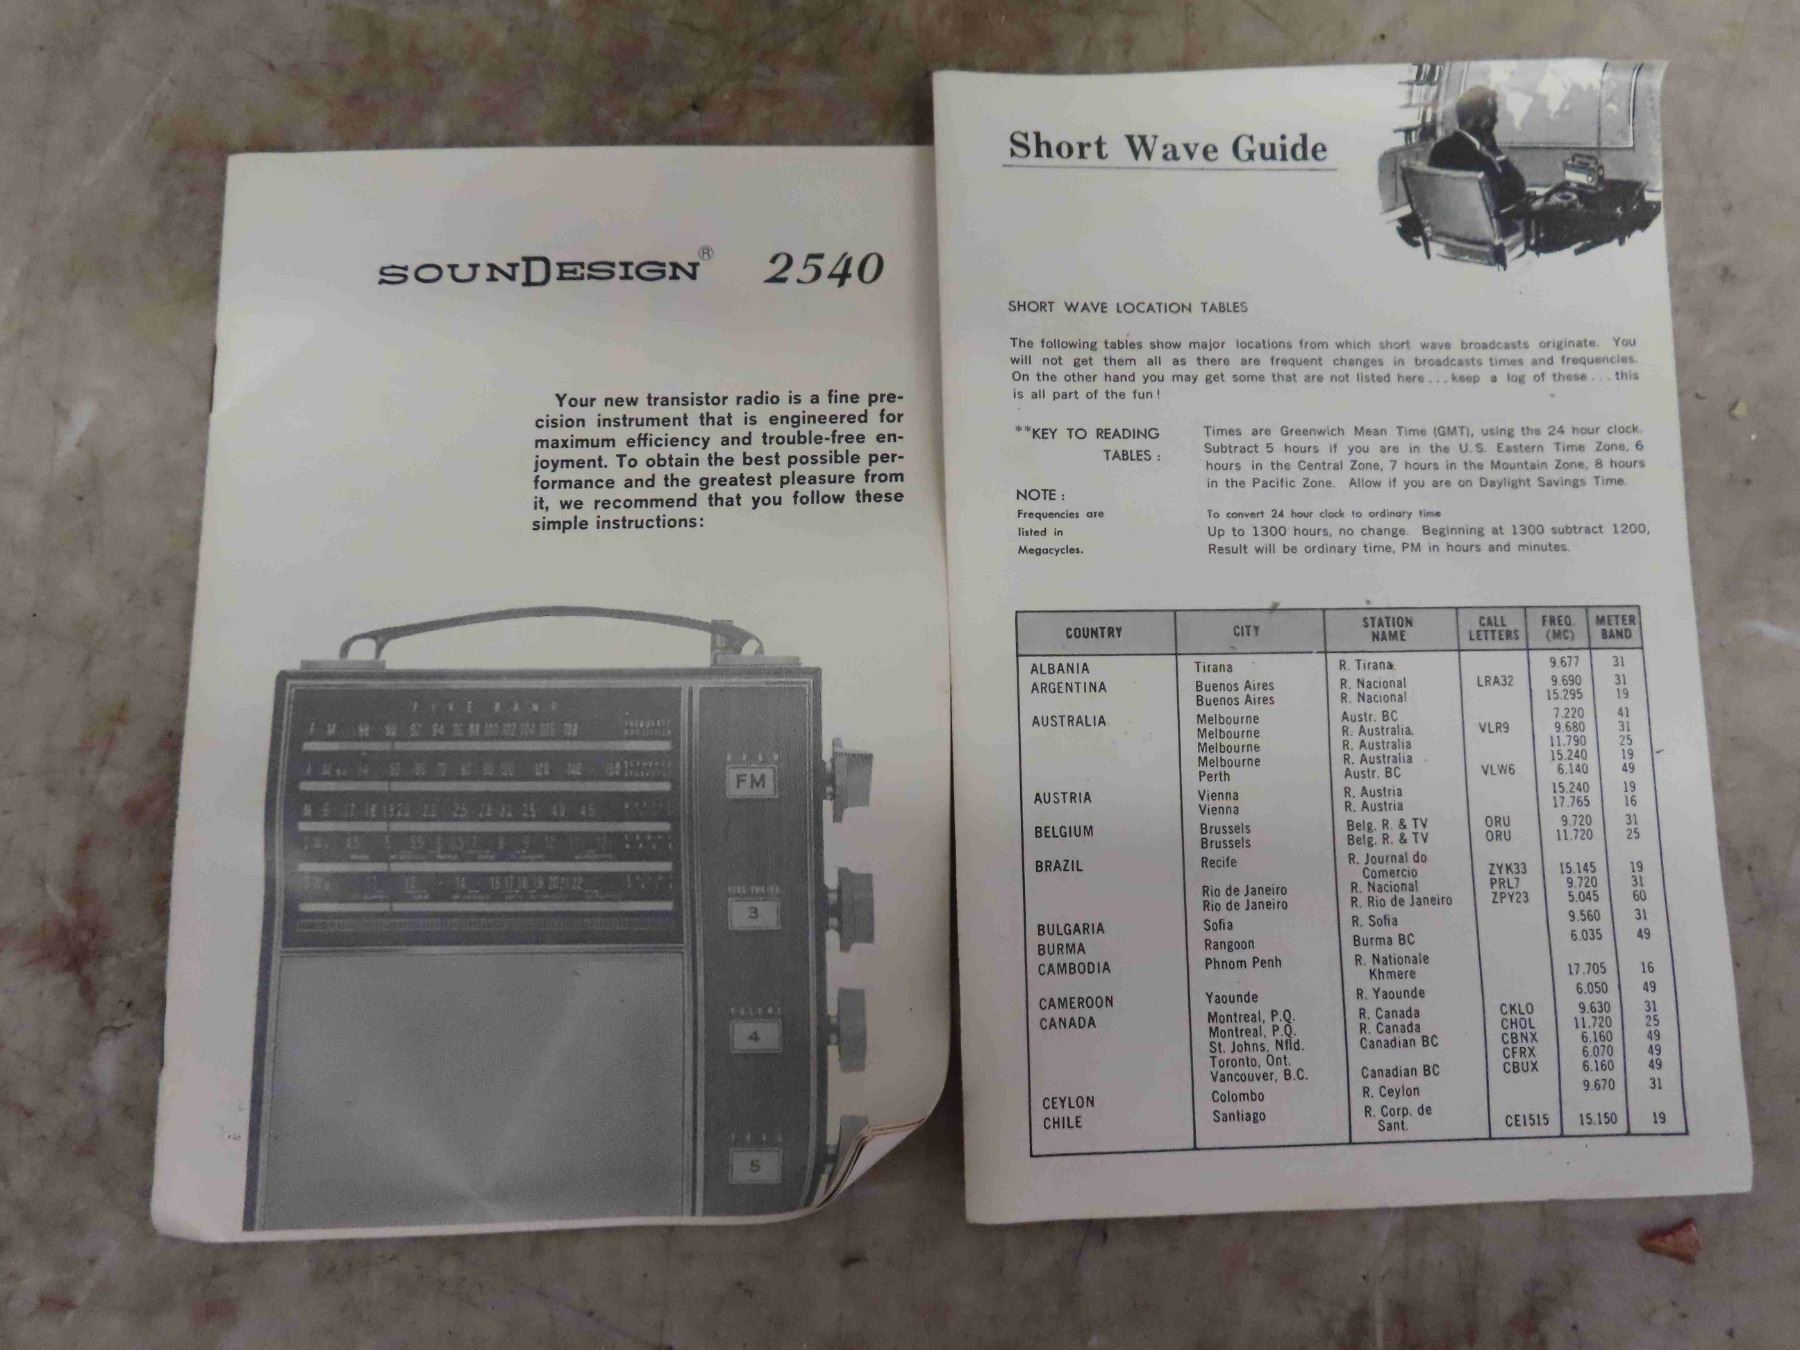 SOUNDESIGN® 2540
Your new transistor radio is a fine pre-
cision instrument that is engineered for
maximum efficiency and trouble-free en-
joyment. To obtain the best possible per-
formance and the greatest pleasure from
it, we recommend that you follow these
simple instructions:
FIVE BAND
FM
3
VOLUME
4
5
Short Wave Guide
SHORT WAVE LOCATION TABLES
The following tables show major locations from which short wave broadcasts originate. You
will not get them all as there are frequent changes in broadcasts times and frequencies.
On the other hand you may get some that are not listed here...keep a log of these...this
is all part of the fun!
**KEY TO READING
TABLES:
Times are Greenwich Mean Time (GMT), using the 24 hour clock.
Subtract 5 hours if you are in the U.S. Eastern Time Zone, 6
hours in the Central Zone, 7 hours in the Mountain Zone, 8 hours
in the Pacific Zone. Allow if you are on Daylight Savings Time.
NOTE:
Frequencies are
listed in
Megacycles.
To convert 24 hour clock to ordinary time
Up to 1300 hours, no change. Beginning at 1300 subtract 1200,
Result will be ordinary time, PM in hours and minutes.
COUNTRY CITY STATION NAME CALL LETTERS FREQ. (MC) METER BAND
ALBANIA Tirana R. Tirana 9.677 31
ARGENTINA Buenos Aires R. Nacional LRA32 9.690 31
Buenos Aires R. Nacional 15.295 19
AUSTRALIA Melbourne Austr. BC 7.220 41
Melbourne R. Australia VLR9 9.680 31
Melbourne R. Australia 11.790 25
Melbourne R. Australia 15.240 19
Perth Austr. BC VLW6 6.140 49
AUSTRIA Vienna R. Austria 15.240 19
Vienna R. Austria 17.765 16
BELGIUM Brussels Belg. R. & TV ORU 9.720 31
Brussels Belg. R. & TV ORU 11.720 25
BRAZIL Recife R. Journal do
Comercio ZYK33 15.145 19
Rio de Janeiro R. Nacional PRL7 9.720 31
Rio de Janeiro R. Rio de Janeiro ZPY23 5.045 60
BULGARIA Sofia R. Sofia 9.560 31
BURMA Rangoon Burma BC 6.035 49
CAMBODIA Phnom Penh R. Nationale
Khmere 17.705 16
CAMEROON Yaounde R. Yaounde 6.050 49
CANADA Montreal, P.Q. R. Canada CKLO 9.630 31
Montreal, P.Q. R. Canada CHOL 11.720 25
St. Johns, Nfld. Canadian BC CBNX 6.160 49
Toronto, Ont. CFRX 6.070 49
Vancouver, B.C. Canadian BC CBUX 6.160 49
CEYLON Colombo R. Ceylon 9.670 31
CHILE Santiago R. Corp. de
Sant. CE1515 15.150 19